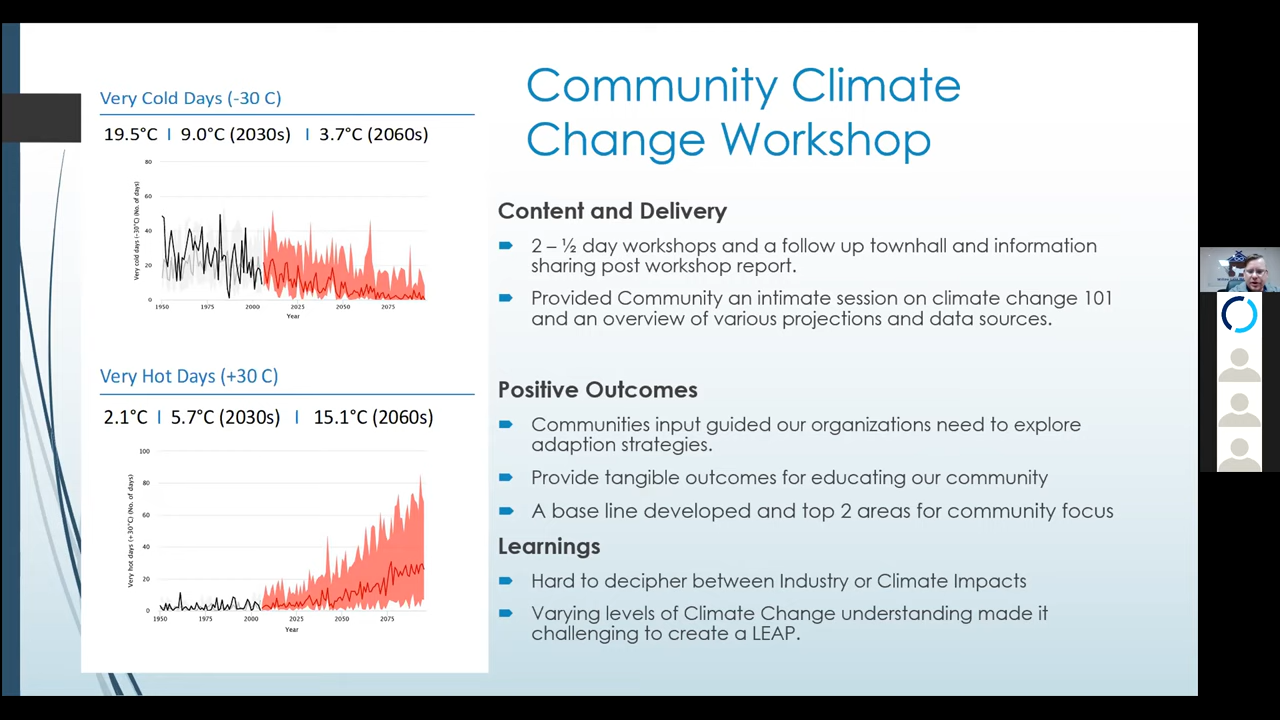 Very Cold Days (-30 C)
19.5°C I 9.0°C (2030s) I 3.7°C (2060s)
Very cold days (-30°C) (No. of days)
80
60
40
20
0
1950 1975 2000 2025 2050 2075
Year
Very Hot Days (+30 C)
2.1°C I 5.7°C (2030s) I 15.1°C (2060s)
Very hot days (+30°C) (No. of days)
100
80
60
40
20
0
1950 1975 2000 2025 2050 2075
Year
Community Climate
Change Workshop
Content and Delivery
2 – ½ day workshops and a follow up townhall and information
sharing post workshop report.
Provided Community an intimate session on climate change 101
and an overview of various projections and data sources.
Positive Outcomes
Communities input guided our organizations need to explore
adaption strategies.
Provide tangible outcomes for educating our community
A base line developed and top 2 areas for community focus
Learnings
Hard to decipher between Industry or Climate Impacts
Varying levels of Climate Change understanding made it
challenging to create a LEAP.